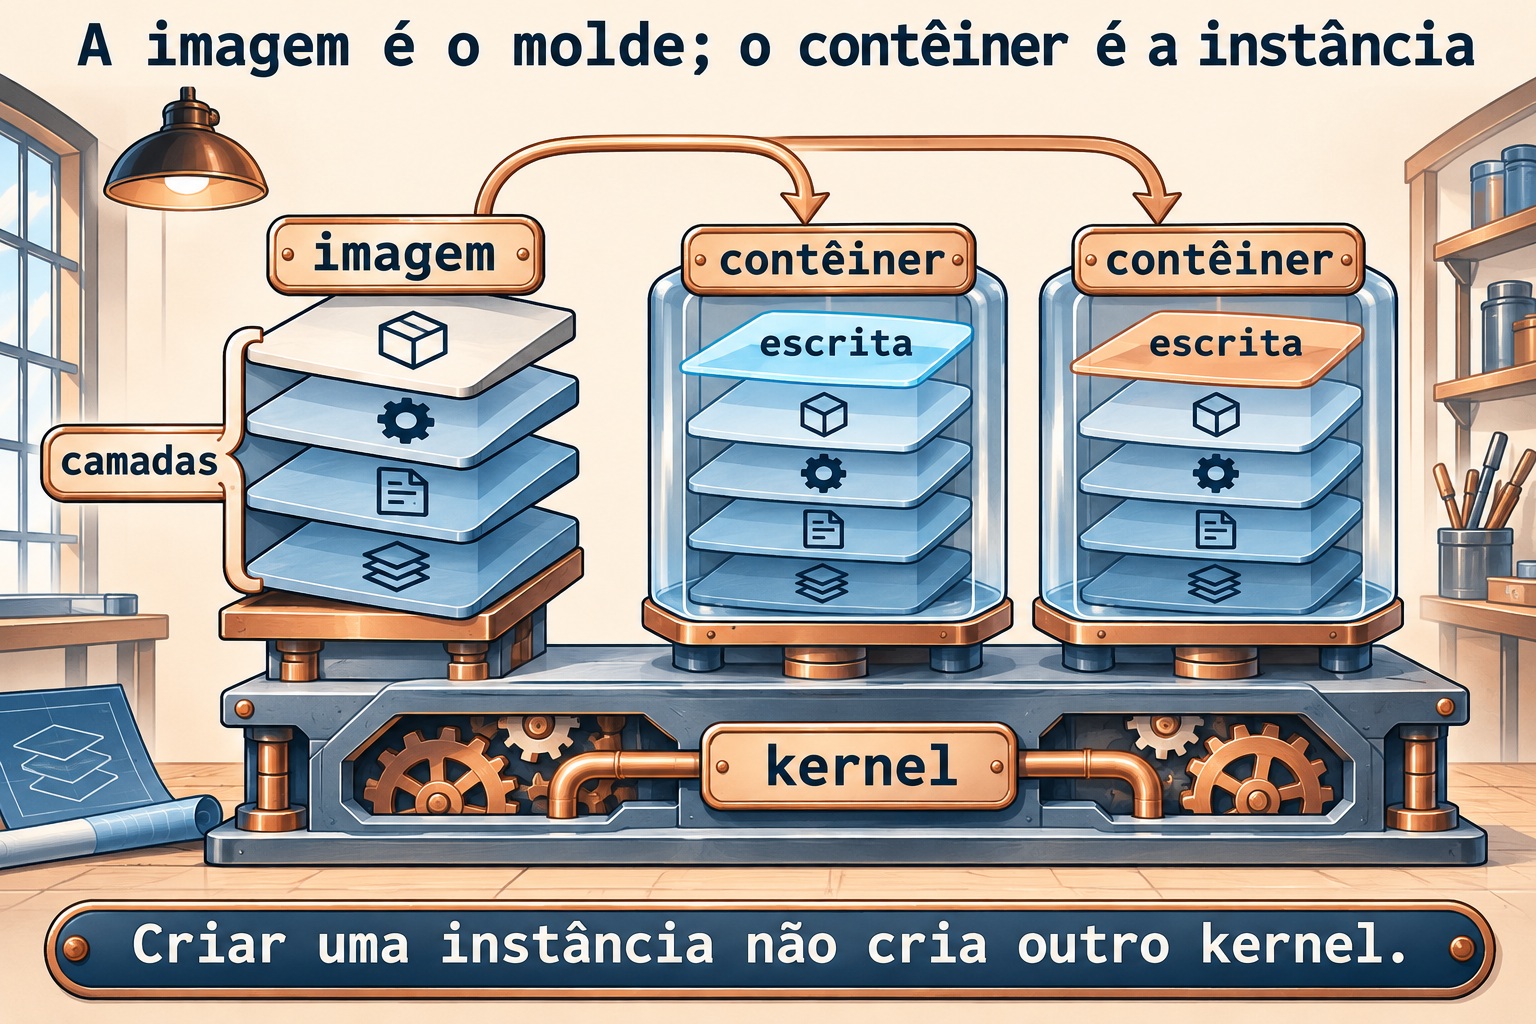 A imagem é o molde; o contêiner é a instância
imagem
contêiner
contêiner
escrita
escrita
camadas
kernel
Criar uma instância não cria outro kernel.